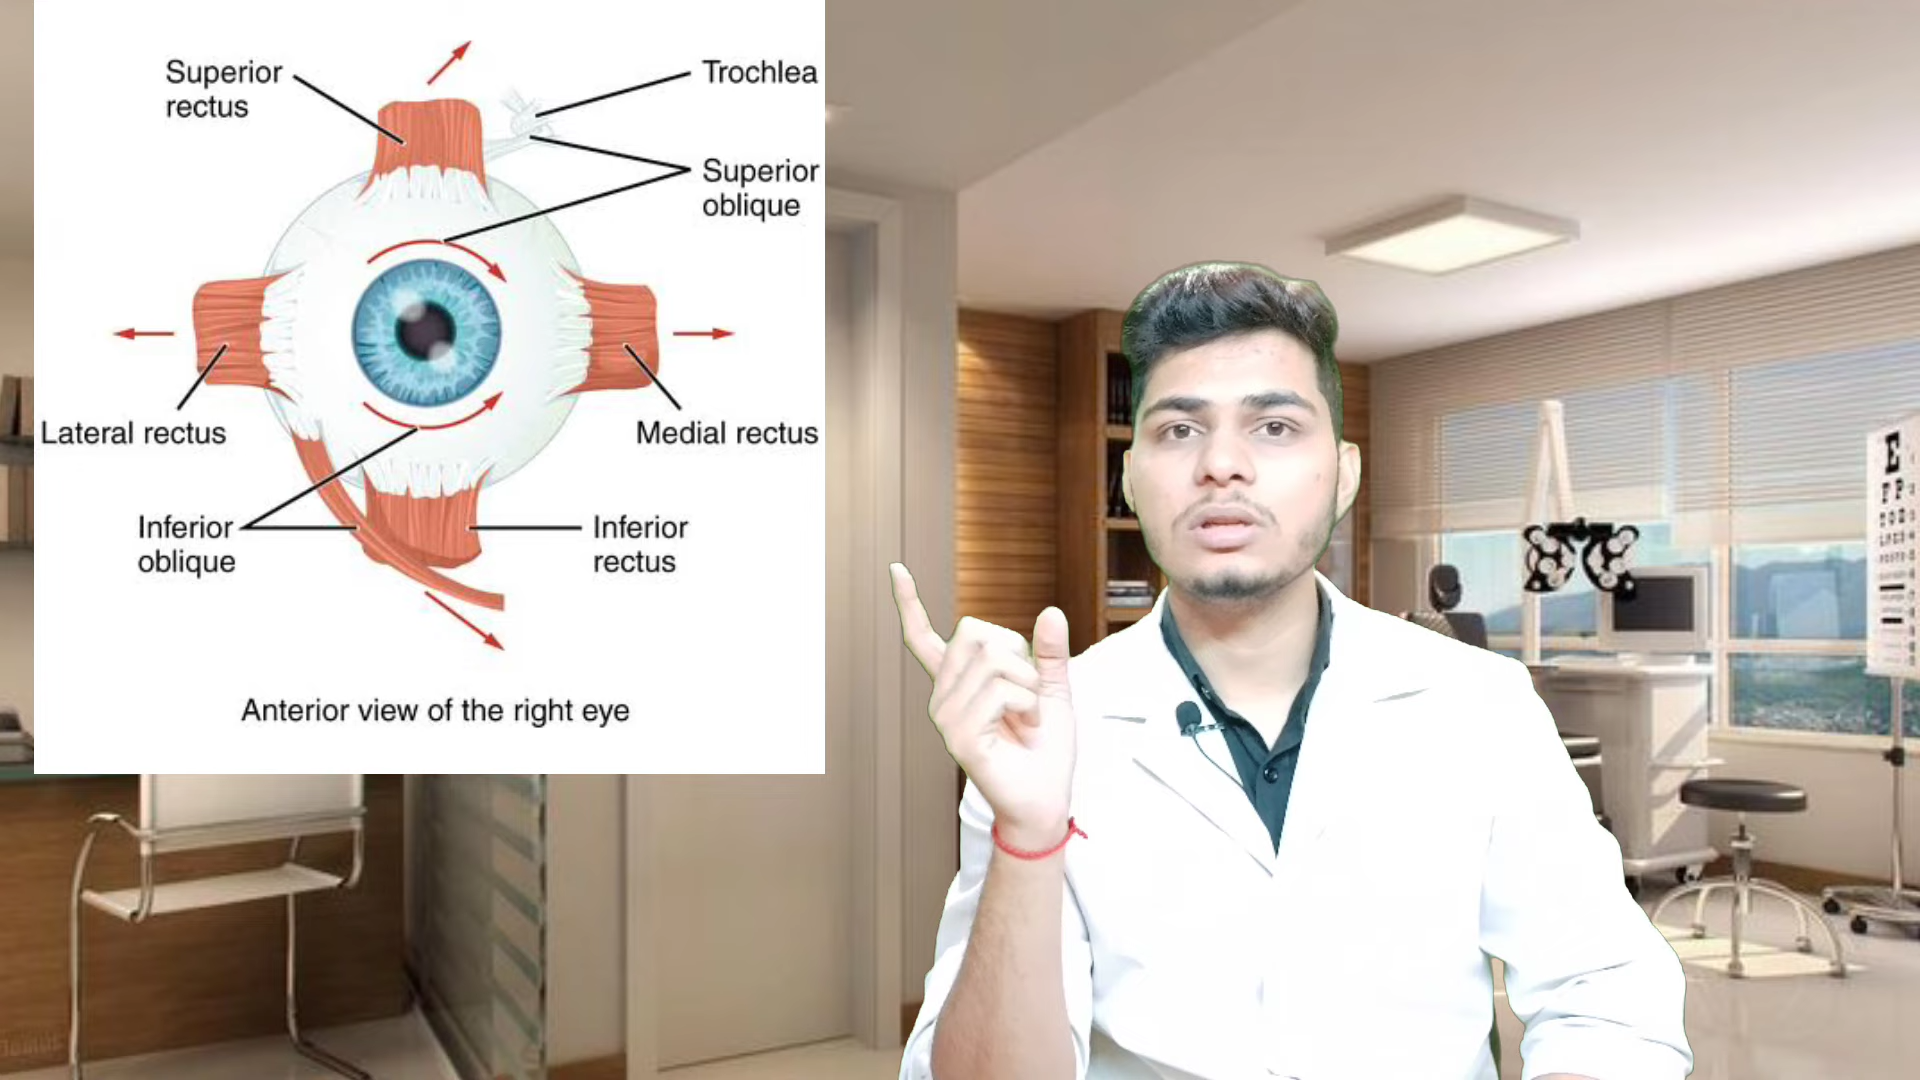 Superior
rectus
Trochlea
Superior
oblique
Lateral rectus
Medial rectus
Inferior
oblique
Inferior
rectus
Anterior view of the right eye
E
F P